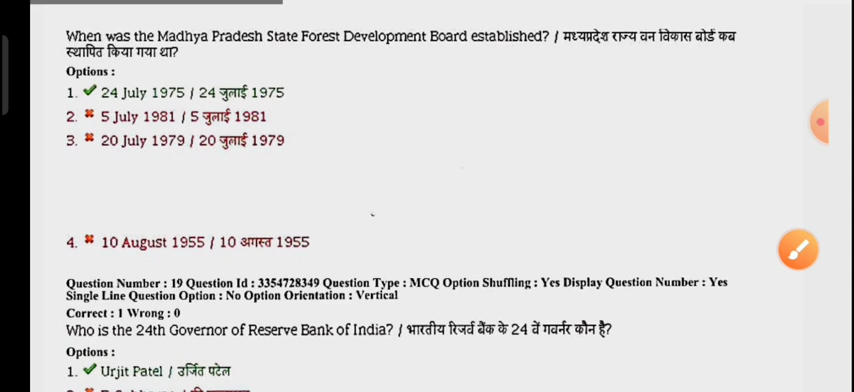 When was the Madhya Pradesh State Forest Development Board established? / मध्यप्रदेश राज्य वन विकास बोर्ड कब
स्थापित किया गया था?
Options :
1. ✔ 24 July 1975 / 24 जुलाई 1975
2. ✖ 5 July 1981 / 5 जुलाई 1981
3. ✖ 20 July 1979 / 20 जुलाई 1979
4. ✖ 10 August 1955 / 10 अगस्त 1955
Question Number : 19 Question Id : 3354728349 Question Type : MCQ Option Shuffling : Yes Display Question Number : Yes
Single Line Question Option : No Option Orientation : Vertical
Correct : 1 Wrong : 0
Who is the 24th Governor of Reserve Bank of India? / भारतीय रिजर्व बैंक के 24 वें गवर्नर कौन है?
Options :
1. ✔ Urjit Patel / उर्जित पटेल